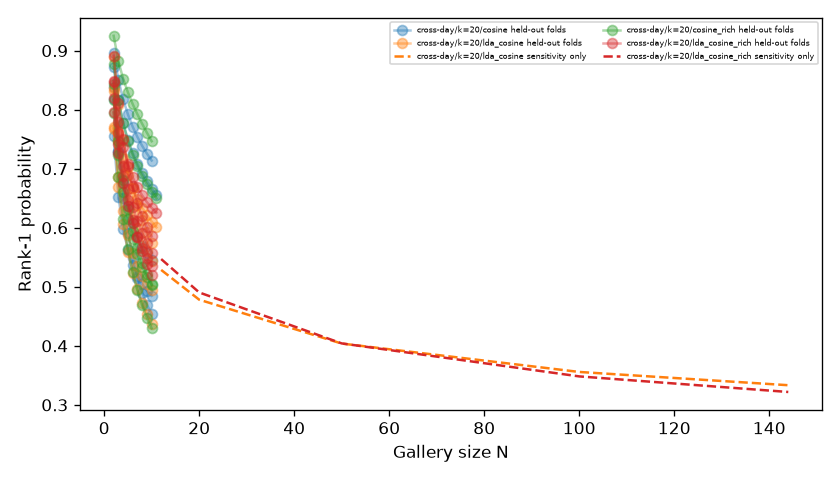 cross-day/k=20/cosine held-out folds
cross-day/k=20/lda_cosine held-out folds
cross-day/k=20/lda_cosine sensitivity only
cross-day/k=20/cosine_rich held-out folds
cross-day/k=20/lda_cosine_rich held-out folds
cross-day/k=20/lda_cosine_rich sensitivity only
Rank-1 probability
0.9
0.8
0.7
0.6
0.5
0.4
0.3
0 20 40 60 80 100 120 140
Gallery size N